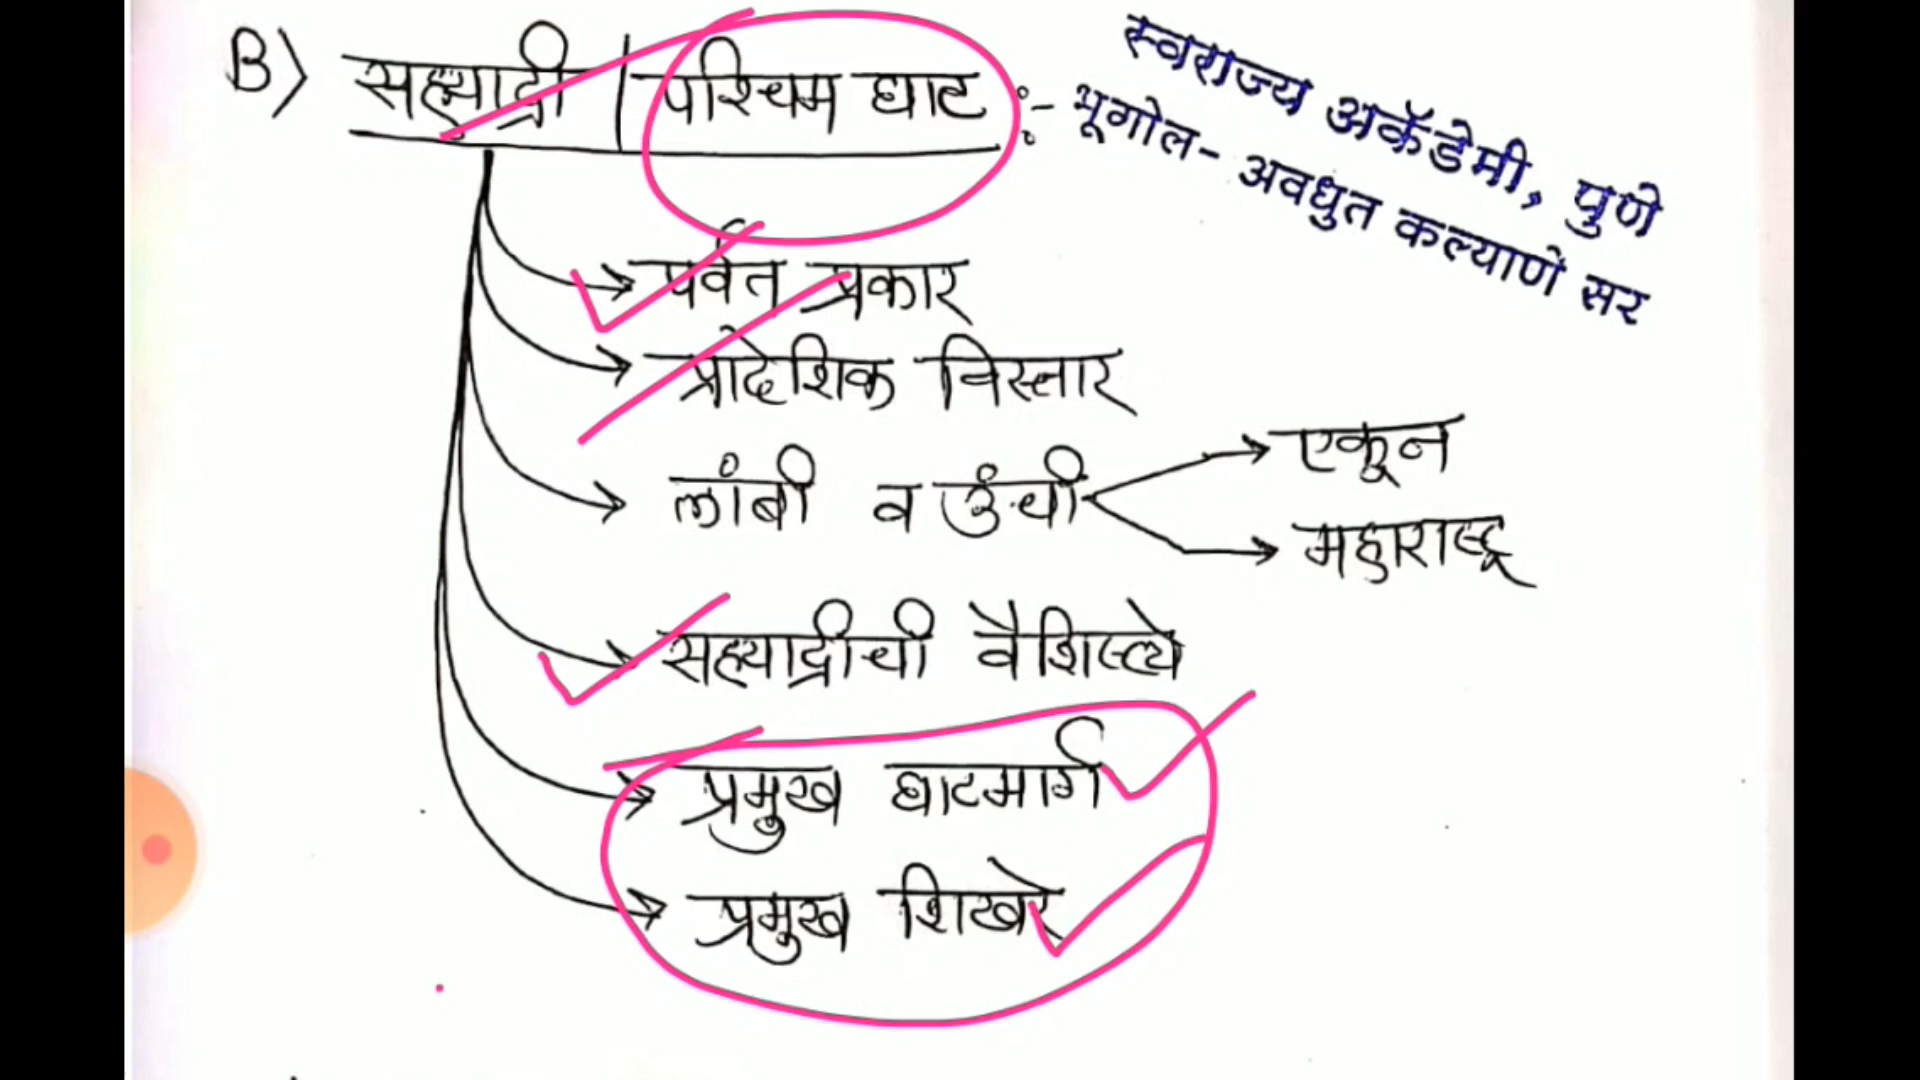 B) सह्याद्री | पश्चिम घाट :-
स्वराज्य अकॅडेमी, पुणे
भूगोल- अवधुत कल्याणे सर
→ पर्वत प्रकार
→ प्रादेशिक विस्तार
→ लांबी व उंची
→ एकून
→ महाराष्ट्र
→ सह्याद्रीची वैशिष्ट्ये
→ प्रमुख घाटमार्ग
→ प्रमुख शिखरे